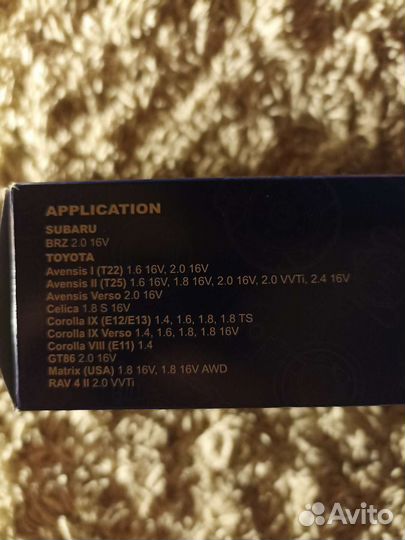 APPLICATION
SUBARU
BRZ 2.0 16V
TOYOTA
Avensis I (T22) 1.6 16V, 2.0 16V
Avensis II (T25) 1.6 16V, 1.8 16V, 2.0 16V, 2.0 VVTi, 2.4 16V
Avensis Verso 2.0 16V
Celica 1.8 S 16V
Corolla IX (E12/E13) 1.4, 1.6, 1.8, 1.8 TS
Corolla IX Verso 1.4, 1.6, 1.8, 1.8 16V
Corolla VIII (E11) 1.4
GT86 2.0 16V
Matrix (USA) 1.8 16V, 1.8 16V AWD
RAV 4 II 2.0 VVTi
Avito